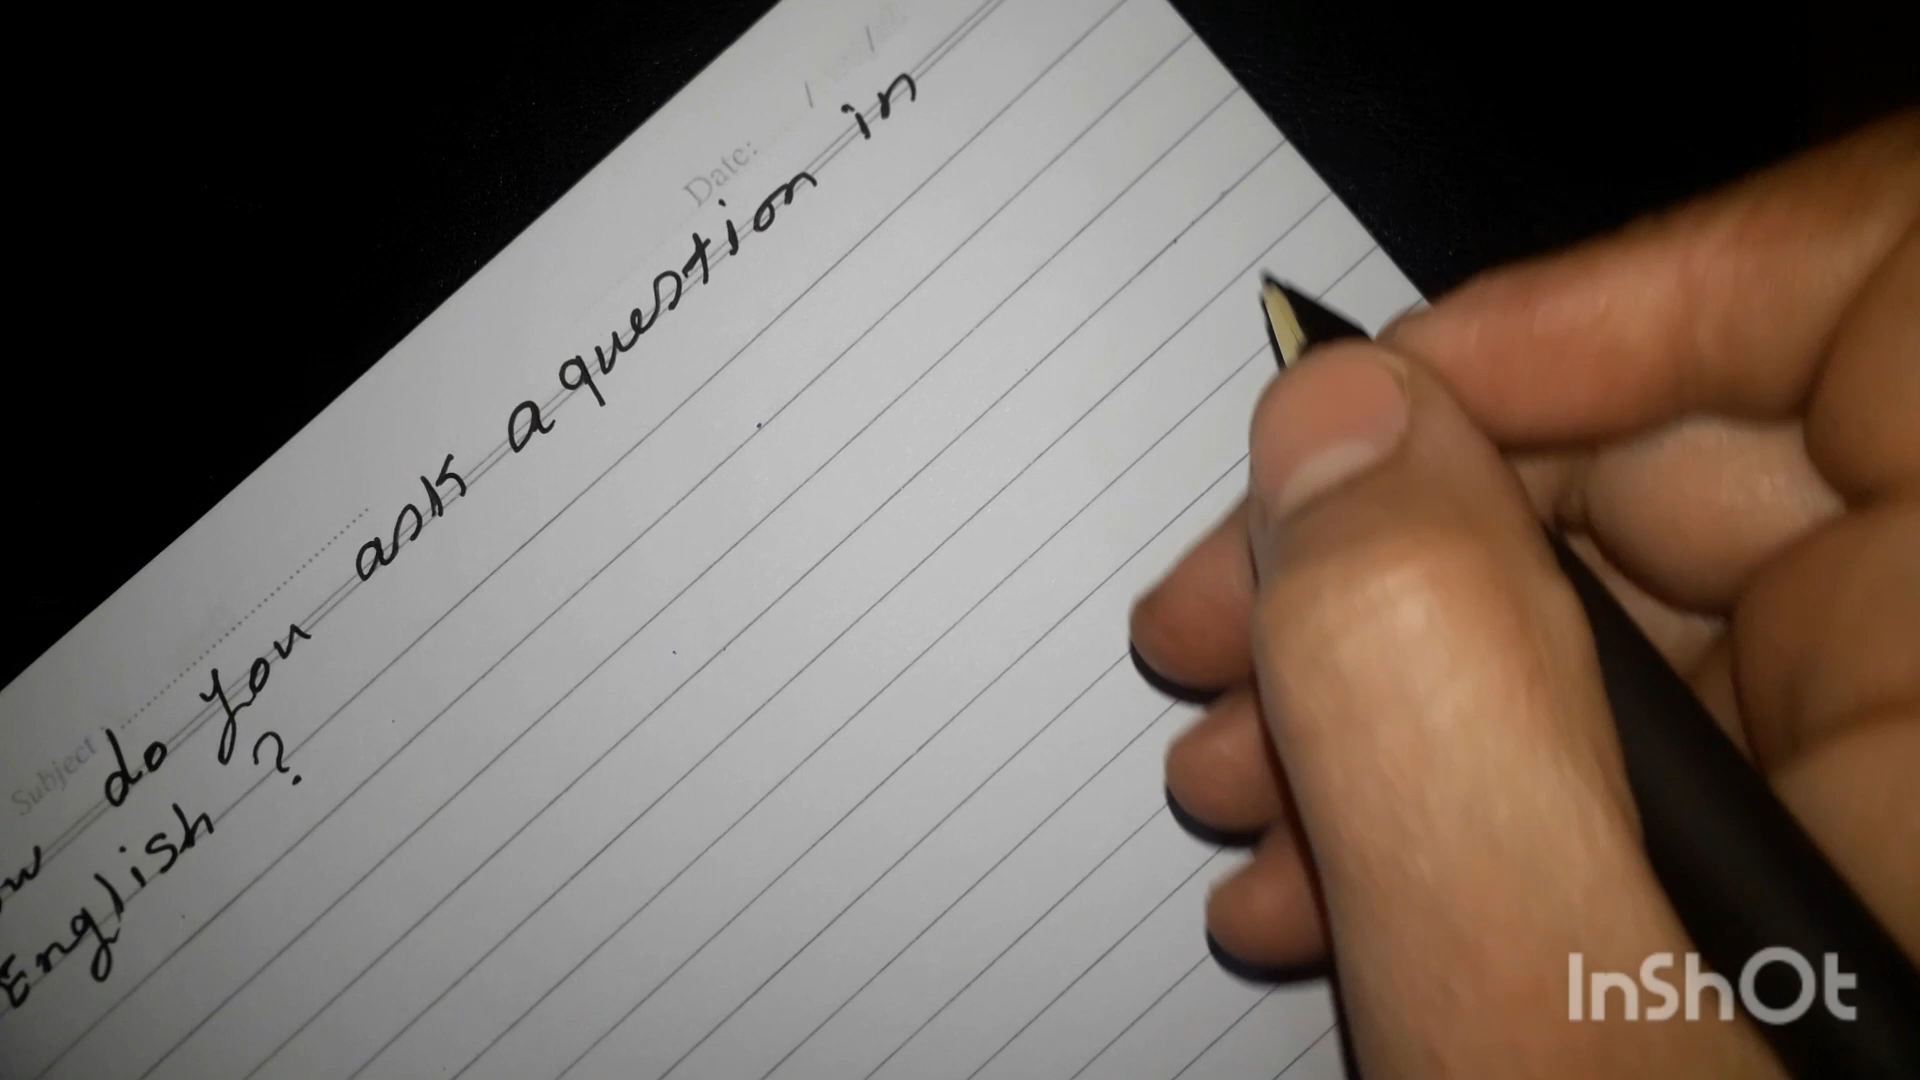 Date:
Subject
do you ask a question in
English ?
InShOt